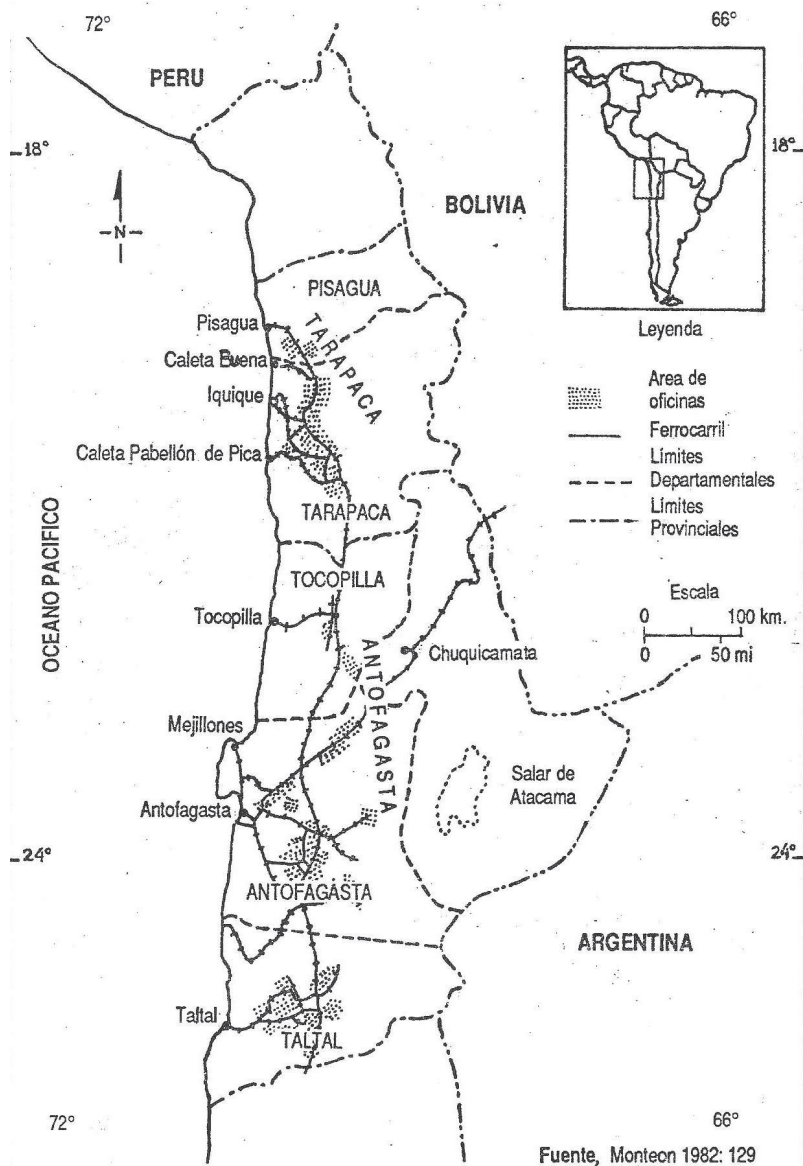 72°
66°
PERU
18°
18°
N
BOLIVIA
PISAGUA
Pisagua
TARAPACA
Caleta Buena
Iquique
Caleta Pabellón de Pica
TARAPACA
Leyenda
Area de
oficinas
Ferrocarril
Límites
Departamentales
Límites
Provinciales
OCEANO PACIFICO
TOCOPILLA
Tocopilla
Escala
0 100 km.
0 50 mi
Chuquicamata
ANTOFAGASTA
Mejillones
Salar de
Atacama
Antofagasta
24°
24°
ANTOFAGASTA
ARGENTINA
Taltal
TALTAL
72°
66°
Fuente, Monteon 1982: 129